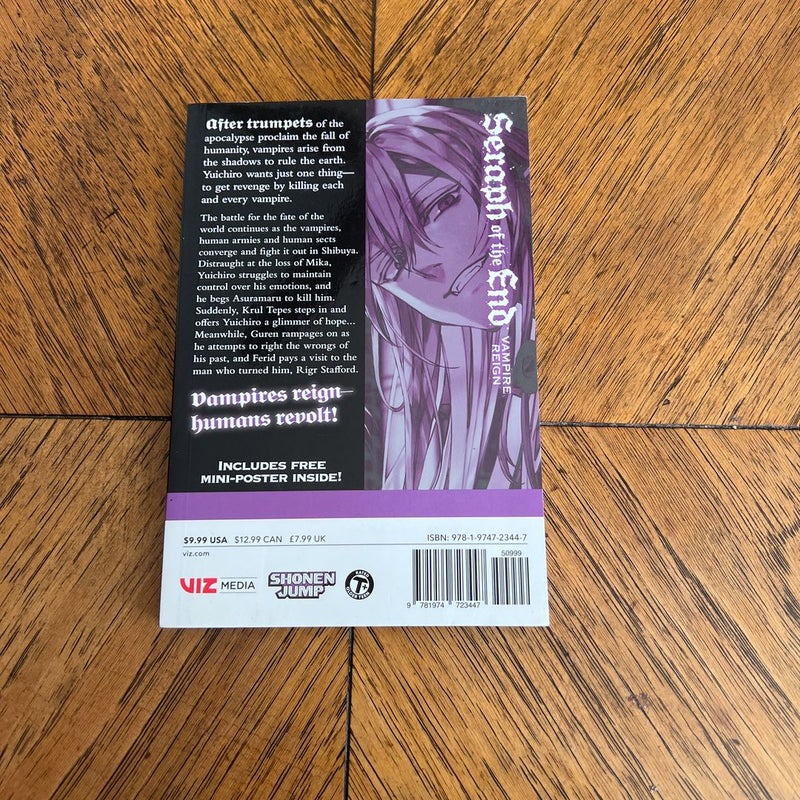 After trumpets of the
apocalypse proclaim the fall of
humanity, vampires arise from
the shadows to rule the earth.
Yuichiro wants just one thing—
to get revenge by killing each
and every vampire.
The battle for the fate of the
world continues as the vampires,
human armies and human sects
converge and fight it out in Shibuya.
Distraught at the loss of Mika,
Yuichiro struggles to maintain
control over his emotions, and
he begs Asuramaru to kill him.
Suddenly, Krul Tepes steps in and
offers Yuichiro a glimmer of hope...
Meanwhile, Guren rampages on as
he attempts to right the wrongs of
his past, and Ferid pays a visit to the
man who turned him, Rigr Stafford.
Vampires reign—
humans revolt!
INCLUDES FREE
MINI-POSTER INSIDE!
Seraph of the End
VAMPIRE
REIGN
$9.99 USA $12.99 CAN £7.99 UK
viz.com
ISBN: 978-1-9747-2344-7
50999
VIZ MEDIA
SHONEN
JUMP
RATED
T+
OLDER TEEN
9 781974 723447